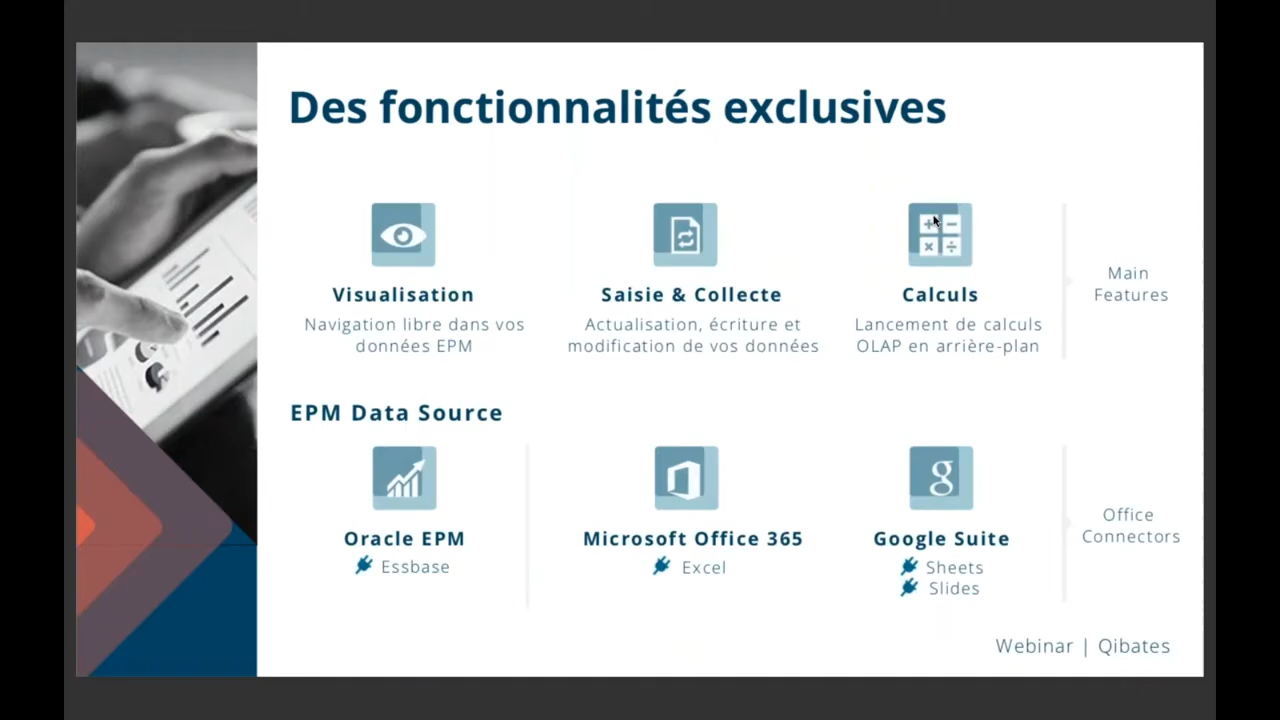 Des fonctionnalités exclusives
Visualisation
Navigation libre dans vos
données EPM
Saisie & Collecte
Actualisation, écriture et
modification de vos données
Calculs
Lancement de calculs
OLAP en arrière-plan
Main
Features
EPM Data Source
Oracle EPM
Essbase
Microsoft Office 365
Excel
Google Suite
Sheets
Slides
Office
Connectors
Webinar | Qibates